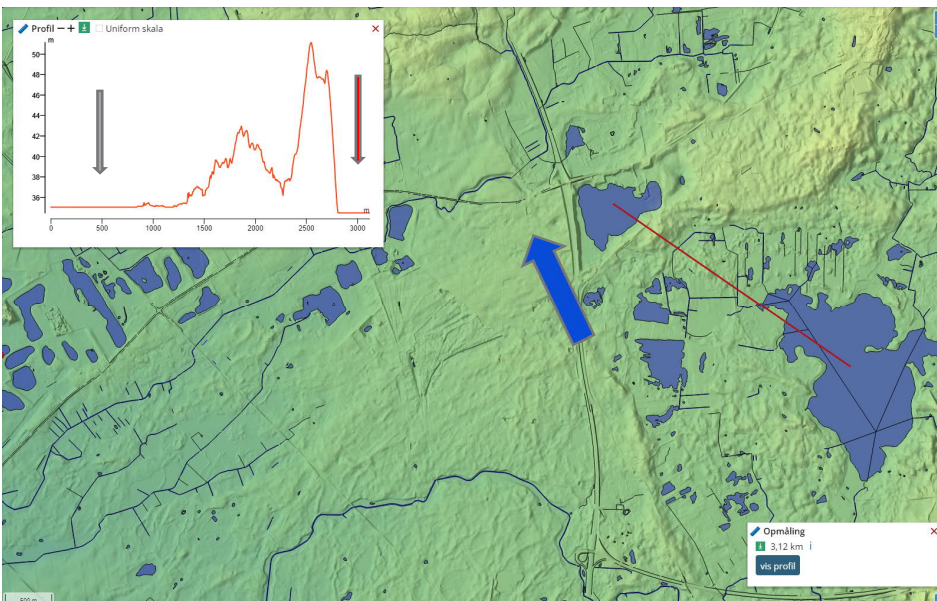 Profil Uniform skala
m
50
48
46
44
42
40
38
36
m
0 500 1000 1500 2000 2500 3000
Opmåling
3,12 km i
vis profil
500 m